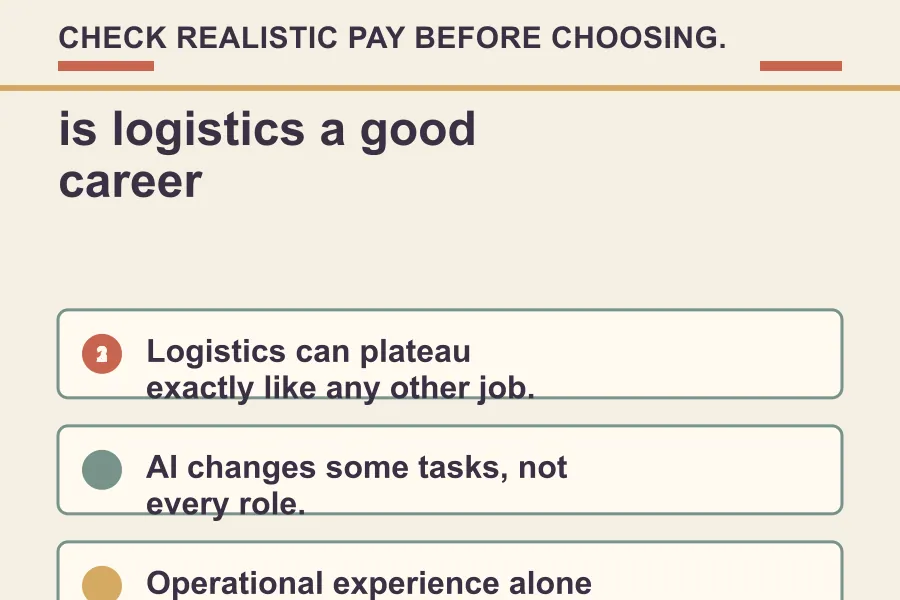 CHECK REALISTIC PAY BEFORE CHOOSING.
is logistics a good
career
Logistics can plateau
exactly like any other job.
AI changes some tasks, not
every role.
Operational experience alone